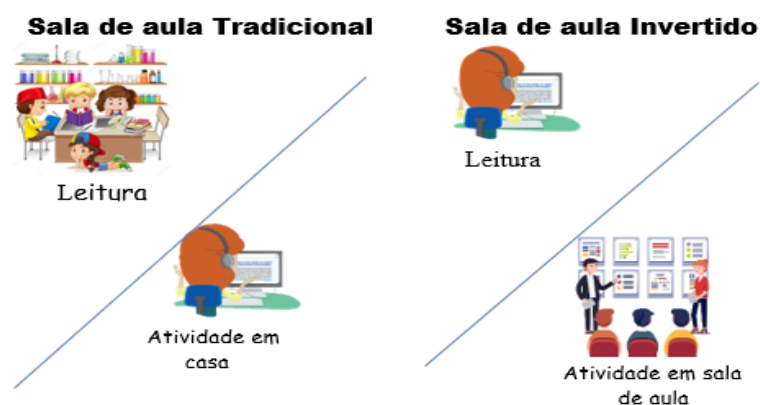 Sala de aula Tradicional
Leitura
Atividade em
casa
Sala de aula Invertido
Leitura
Atividade em sala
de aula